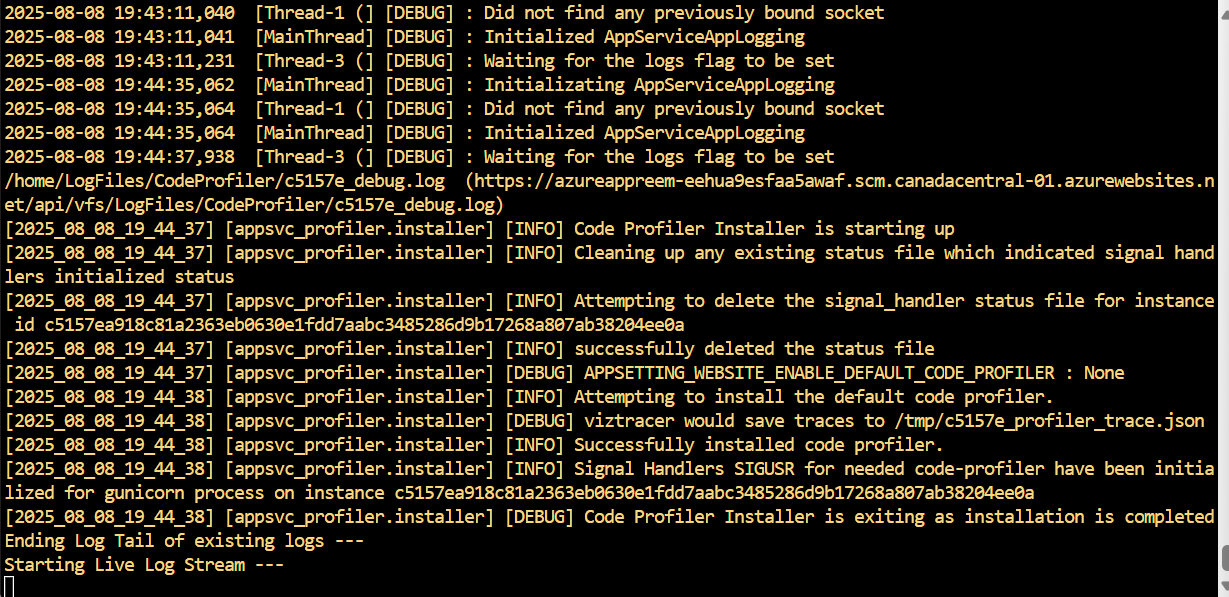 2025-08-08 19:43:11,040  [Thread-1 (] [DEBUG] : Did not find any previously bound socket
2025-08-08 19:43:11,041  [MainThread] [DEBUG] : Initialized AppServiceAppLogging
2025-08-08 19:43:11,231  [Thread-3 (] [DEBUG] : Waiting for the logs flag to be set
2025-08-08 19:44:35,062  [MainThread] [DEBUG] : Initializating AppServiceAppLogging
2025-08-08 19:44:35,064  [Thread-1 (] [DEBUG] : Did not find any previously bound socket
2025-08-08 19:44:35,064  [MainThread] [DEBUG] : Initialized AppServiceAppLogging
2025-08-08 19:44:37,938  [Thread-3 (] [DEBUG] : Waiting for the logs flag to be set
/home/LogFiles/CodeProfiler/c5157e_debug.log  (https://azureappreem-eehua9esfaa5awaf.scm.canadacentral-01.azurewebsites.n
et/api/vfs/LogFiles/CodeProfiler/c5157e_debug.log)
[2025_08_08_19_44_37] [appsvc_profiler.installer] [INFO] Code Profiler Installer is starting up
[2025_08_08_19_44_37] [appsvc_profiler.installer] [INFO] Cleaning up any existing status file which indicated signal hand
lers initialized status
[2025_08_08_19_44_37] [appsvc_profiler.installer] [INFO] Attempting to delete the signal_handler status file for instance
 id c5157ea918c81a2363eb0630e1fdd7aabc3485286d9b17268a807ab38204ee0a
[2025_08_08_19_44_37] [appsvc_profiler.installer] [INFO] successfully deleted the status file
[2025_08_08_19_44_37] [appsvc_profiler.installer] [DEBUG] APPSETTING_WEBSITE_ENABLE_DEFAULT_CODE_PROFILER : None
[2025_08_08_19_44_38] [appsvc_profiler.installer] [INFO] Attempting to install the default code profiler.
[2025_08_08_19_44_38] [appsvc_profiler.installer] [DEBUG] viztracer would save traces to /tmp/c5157e_profiler_trace.json
[2025_08_08_19_44_38] [appsvc_profiler.installer] [INFO] Successfully installed code profiler.
[2025_08_08_19_44_38] [appsvc_profiler.installer] [INFO] Signal Handlers SIGUSR for needed code-profiler have been initia
lized for gunicorn process on instance c5157ea918c81a2363eb0630e1fdd7aabc3485286d9b17268a807ab38204ee0a
[2025_08_08_19_44_38] [appsvc_profiler.installer] [DEBUG] Code Profiler Installer is exiting as installation is completed
Ending Log Tail of existing logs ---
Starting Live Log Stream ---